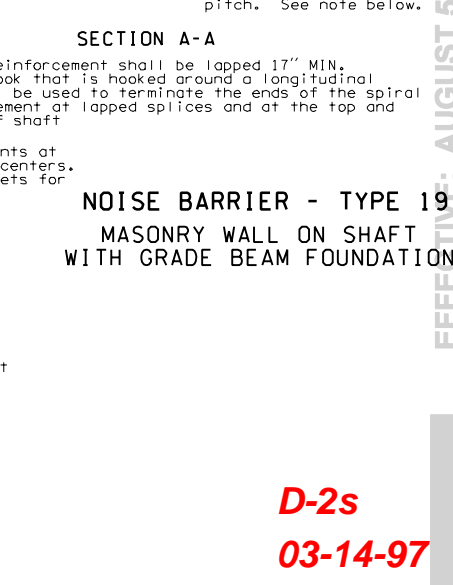 pitch. See note below.
SECTION A-A
einforcement shall be lapped 17" MIN.
ook that is hooked around a longitudinal
be used to terminate the ends of the spiral
ement at lapped splices and at the top and
f shaft
nts at
centers.
ets for
NOISE BARRIER - TYPE 19
MASONRY WALL ON SHAFT
WITH GRADE BEAM FOUNDATION
EFFECTIVE: AUGUST 5
t
D-2s
03-14-97